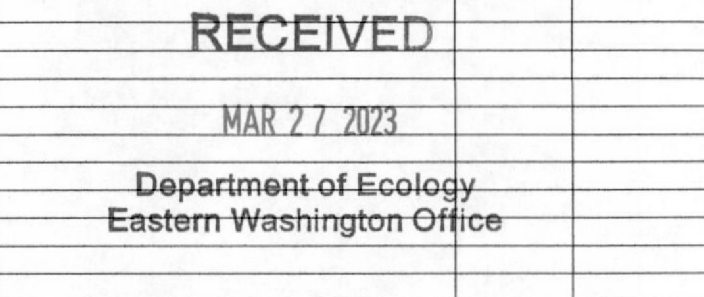 RECEIVED
MAR 27 2023
Department of Ecology
Eastern Washington Office